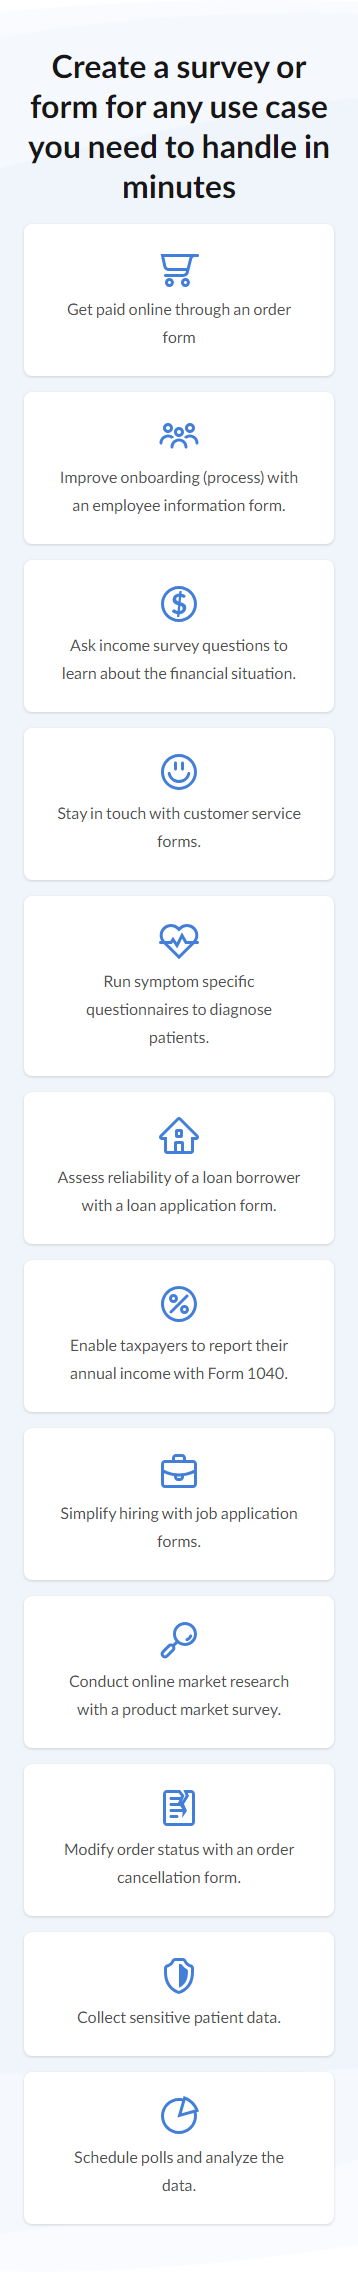 Create a survey or
form for any use case
you need to handle in
minutes
Get paid online through an order
form
Improve onboarding (process) with
an employee information form.
Ask income survey questions to
learn about the financial situation.
Stay in touch with customer service
forms.
Run symptom specific
questionnaires to diagnose
patients.
Assess reliability of a loan borrower
with a loan application form.
Enable taxpayers to report their
annual income with Form 1040.
Simplify hiring with job application
forms.
Conduct online market research
with a product market survey.
Modify order status with an order
cancellation form.
Collect sensitive patient data.
Schedule polls and analyze the
data.